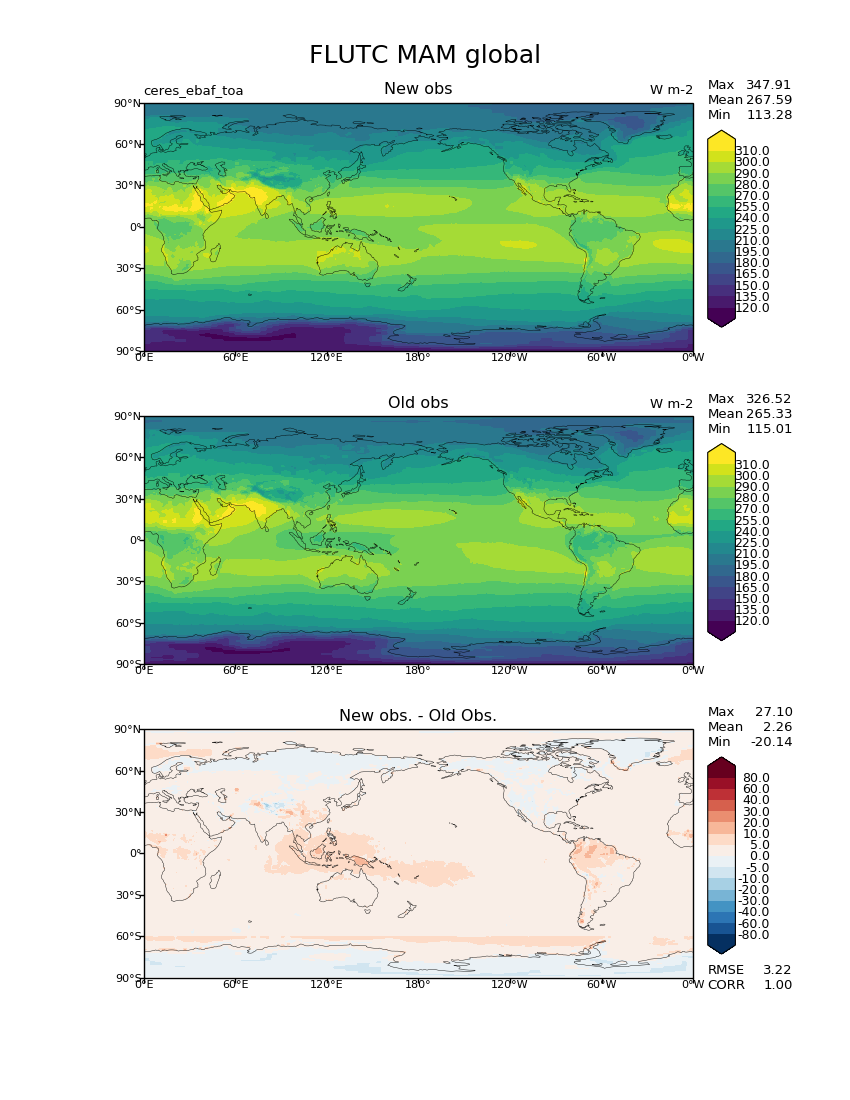 FLUTC MAM global
ceres_ebaf_toa New obs W m-2
Max 347.91
Mean 267.59
Min 113.28
90°N
60°N
30°N
0°
30°S
60°S
90°S
0°E 60°E 120°E 180° 120°W 60°W 0°W
310.0
300.0
290.0
280.0
270.0
255.0
240.0
225.0
210.0
195.0
180.0
165.0
150.0
135.0
120.0
Old obs W m-2
Max 326.52
Mean 265.33
Min 115.01
90°N
60°N
30°N
0°
30°S
60°S
90°S
0°E 60°E 120°E 180° 120°W 60°W 0°W
310.0
300.0
290.0
280.0
270.0
255.0
240.0
225.0
210.0
195.0
180.0
165.0
150.0
135.0
120.0
New obs. - Old Obs.
Max 27.10
Mean 2.26
Min -20.14
90°N
60°N
30°N
0°
30°S
60°S
90°S
0°E 60°E 120°E 180° 120°W 60°W 0°W
80.0
60.0
40.0
30.0
20.0
10.0
5.0
0.0
-5.0
-10.0
-20.0
-30.0
-40.0
-60.0
-80.0
RMSE 3.22
CORR 1.00